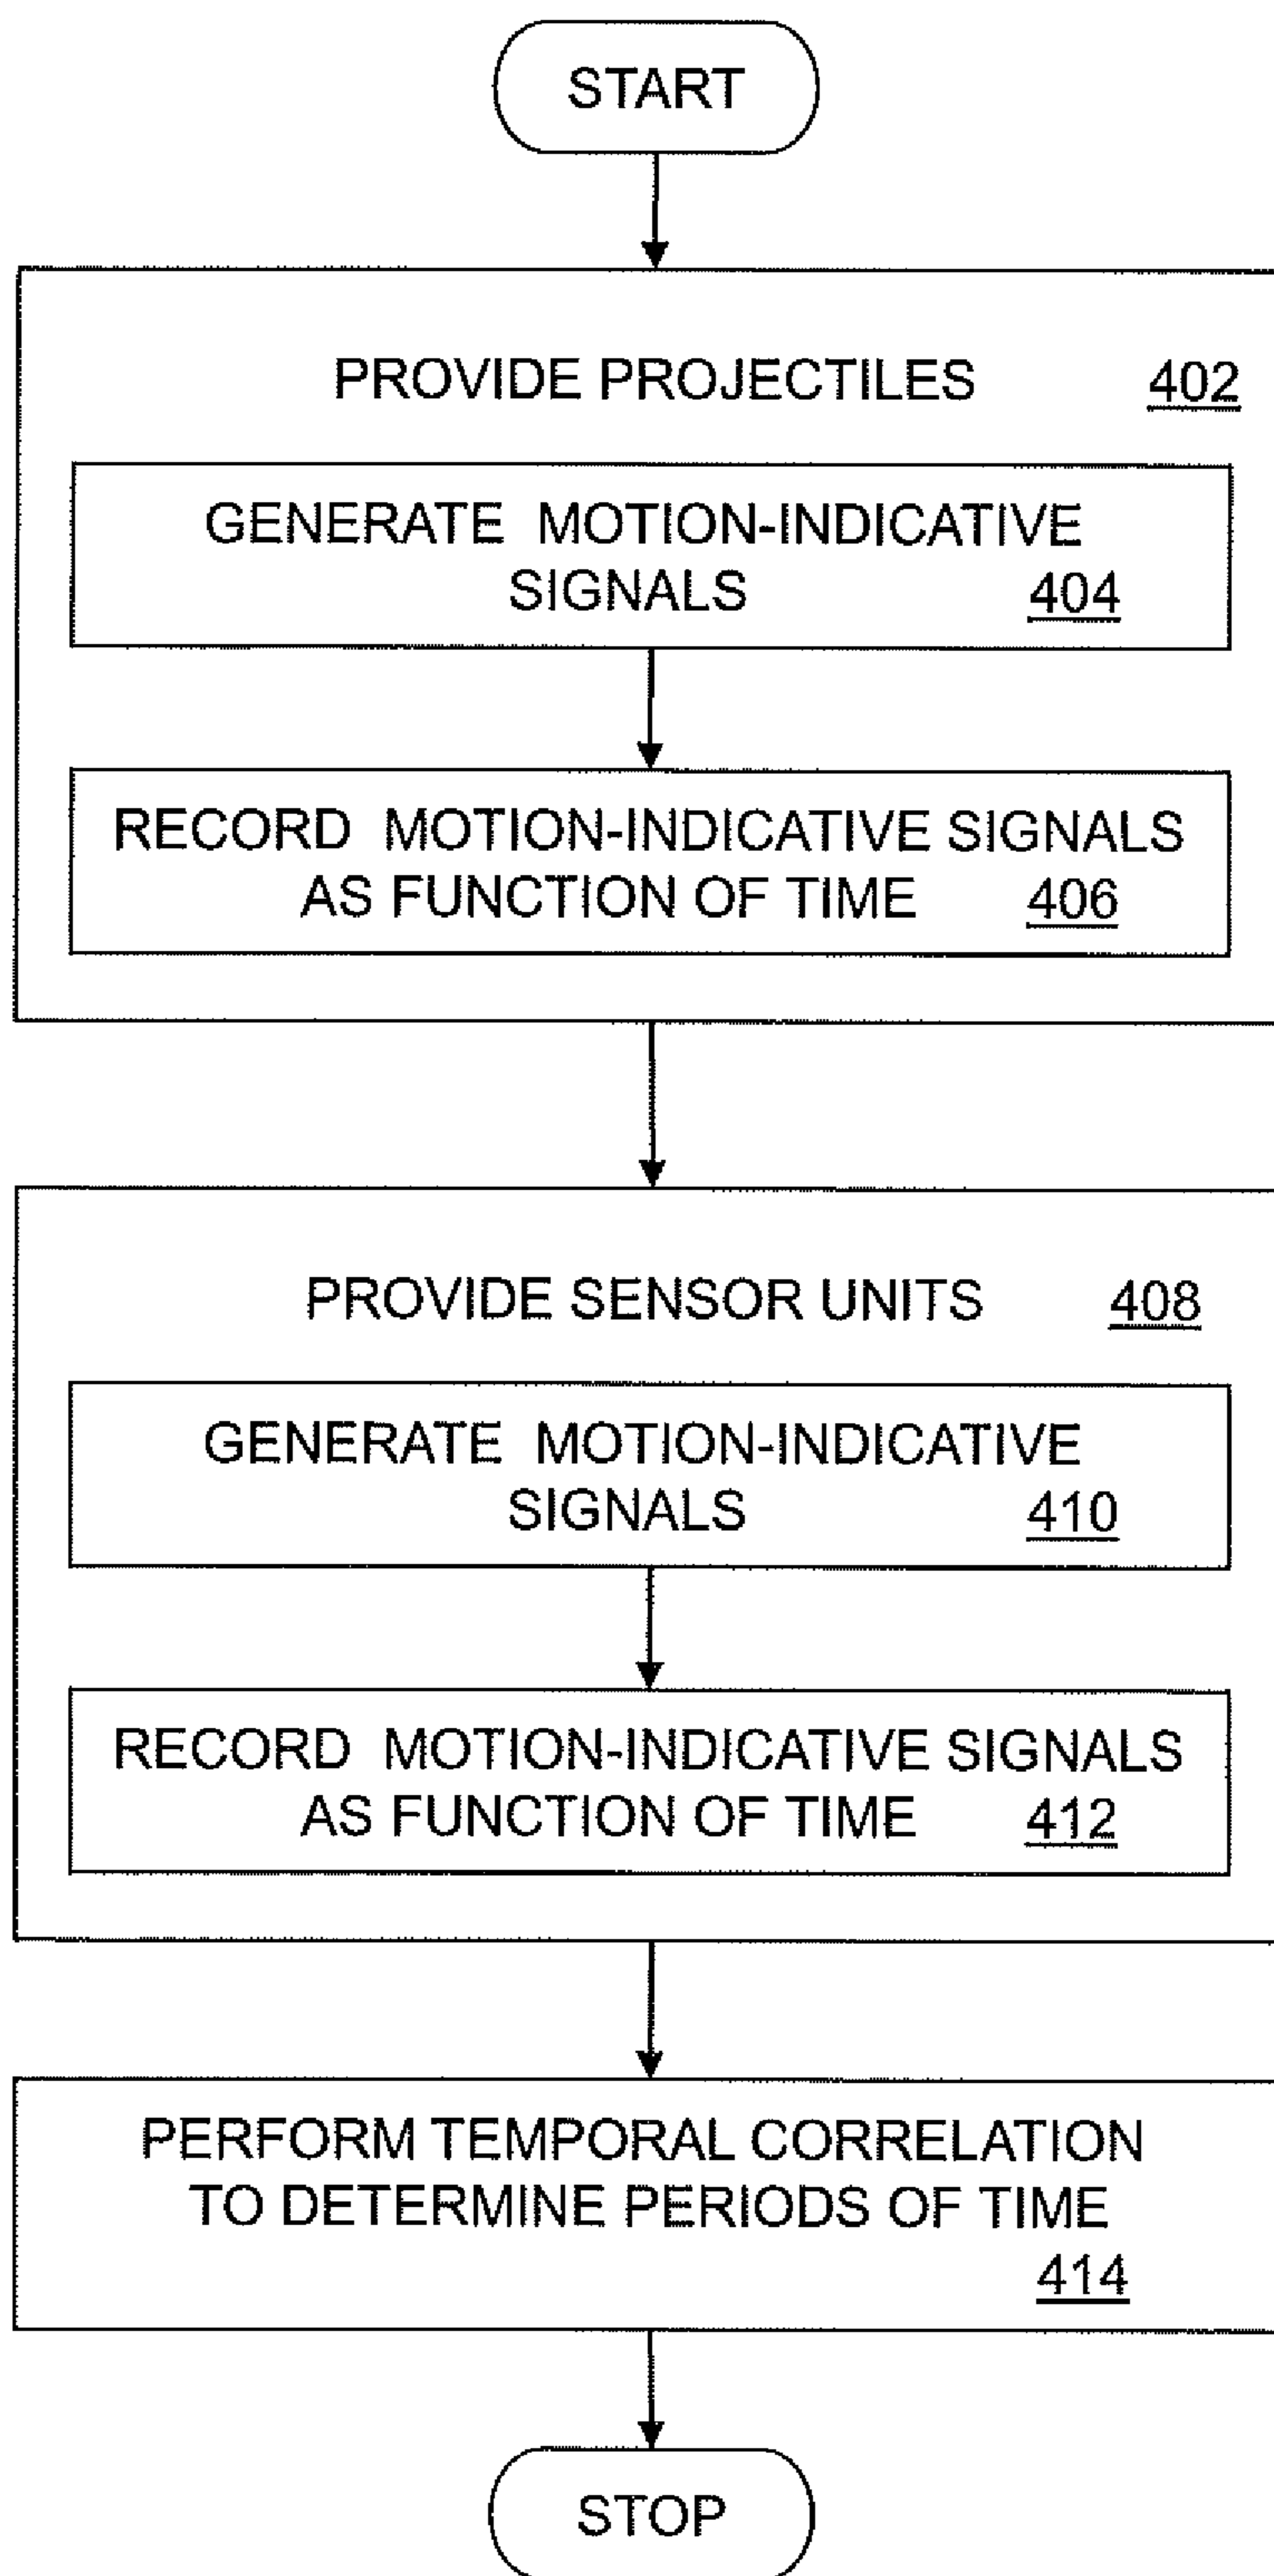 START
PROVIDE PROJECTILES 402
GENERATE MOTION-INDICATIVE
SIGNALS 404
RECORD MOTION-INDICATIVE SIGNALS
AS FUNCTION OF TIME 406
PROVIDE SENSOR UNITS 408
GENERATE MOTION-INDICATIVE
SIGNALS 410
RECORD MOTION-INDICATIVE SIGNALS
AS FUNCTION OF TIME 412
PERFORM TEMPORAL CORRELATION
TO DETERMINE PERIODS OF TIME
414
STOP